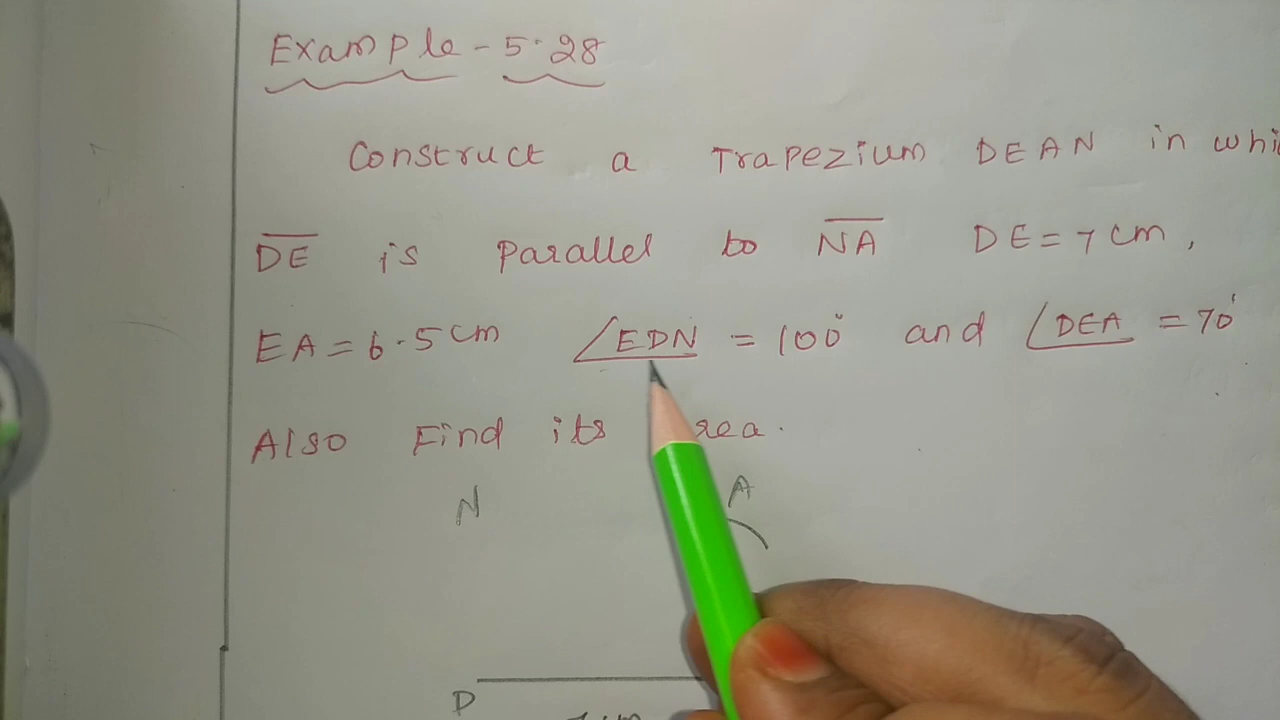 Example - 5.28
Construct a Trapezium DEAN in whi
DE is parallel to NA DE = 7 cm,
EA = 6.5 cm ∠EDN = 100° and ∠DEA = 70°
Also Find its rea.
N A
D